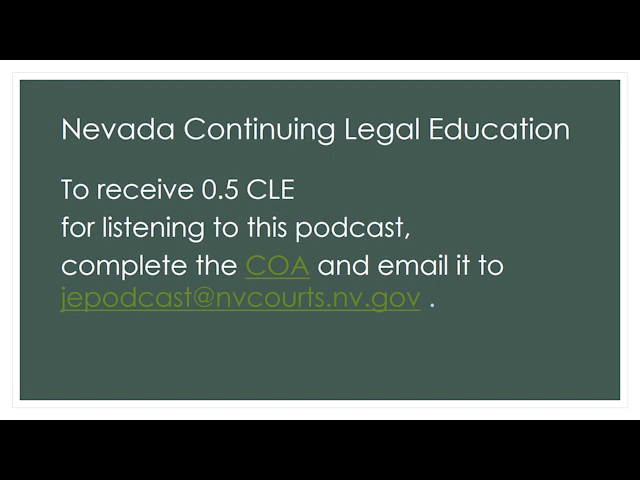 Nevada Continuing Legal Education
To receive 0.5 CLE
for listening to this podcast,
complete the COA and email it to
jepodcast@nvcourts.nv.gov .